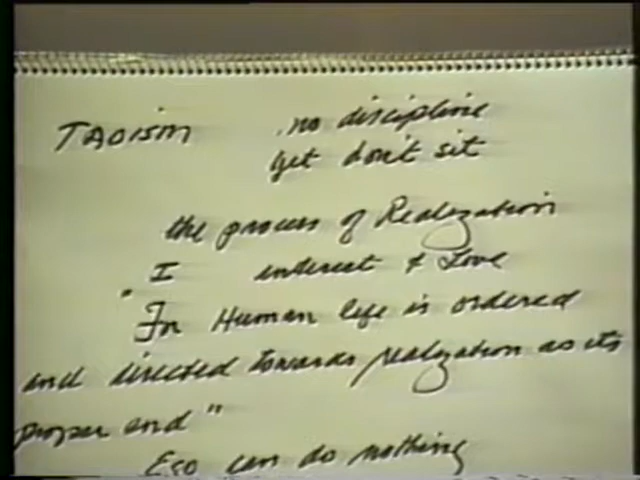 TAOISM no discipline
yet don't sit
the process of Realization
I interest & Love
"For Human life is ordered
and directed towards realization as its
proper end"
Ego can do nothing